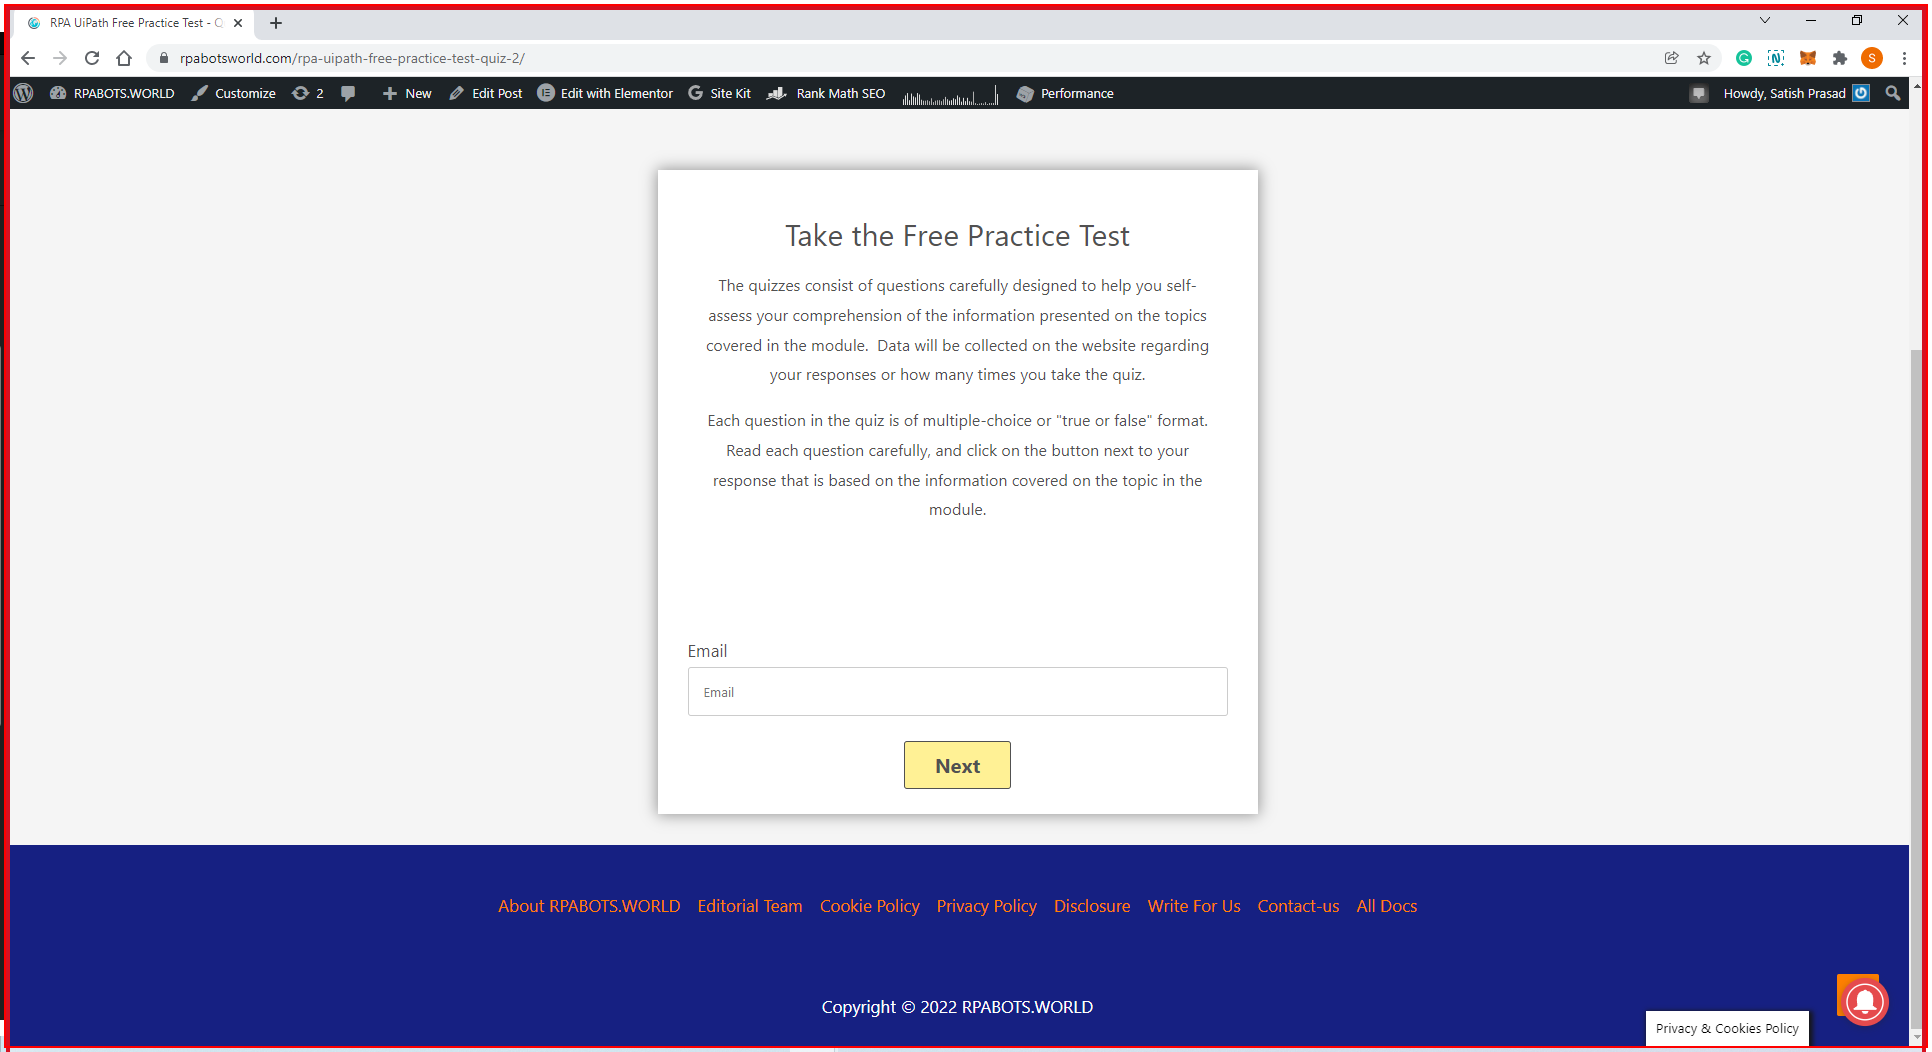 RPA UiPath Free Practice Test -
rpabotsworld.com/rpa-uipath-free-practice-test-quiz-2/
S
RPABOTS.WORLD Customize 2 New Edit Post Edit with Elementor Site Kit Rank Math SEO Performance Howdy, Satish Prasad
Take the Free Practice Test
The quizzes consist of questions carefully designed to help you self-
assess your comprehension of the information presented on the topics
covered in the module. Data will be collected on the website regarding
your responses or how many times you take the quiz.
Each question in the quiz is of multiple-choice or "true or false" format.
Read each question carefully, and click on the button next to your
response that is based on the information covered on the topic in the
module.
Email
Email
Next
About RPABOTS.WORLD Editorial Team Cookie Policy Privacy Policy Disclosure Write For Us Contact-us All Docs
Copyright © 2022 RPABOTS.WORLD
Privacy & Cookies Policy